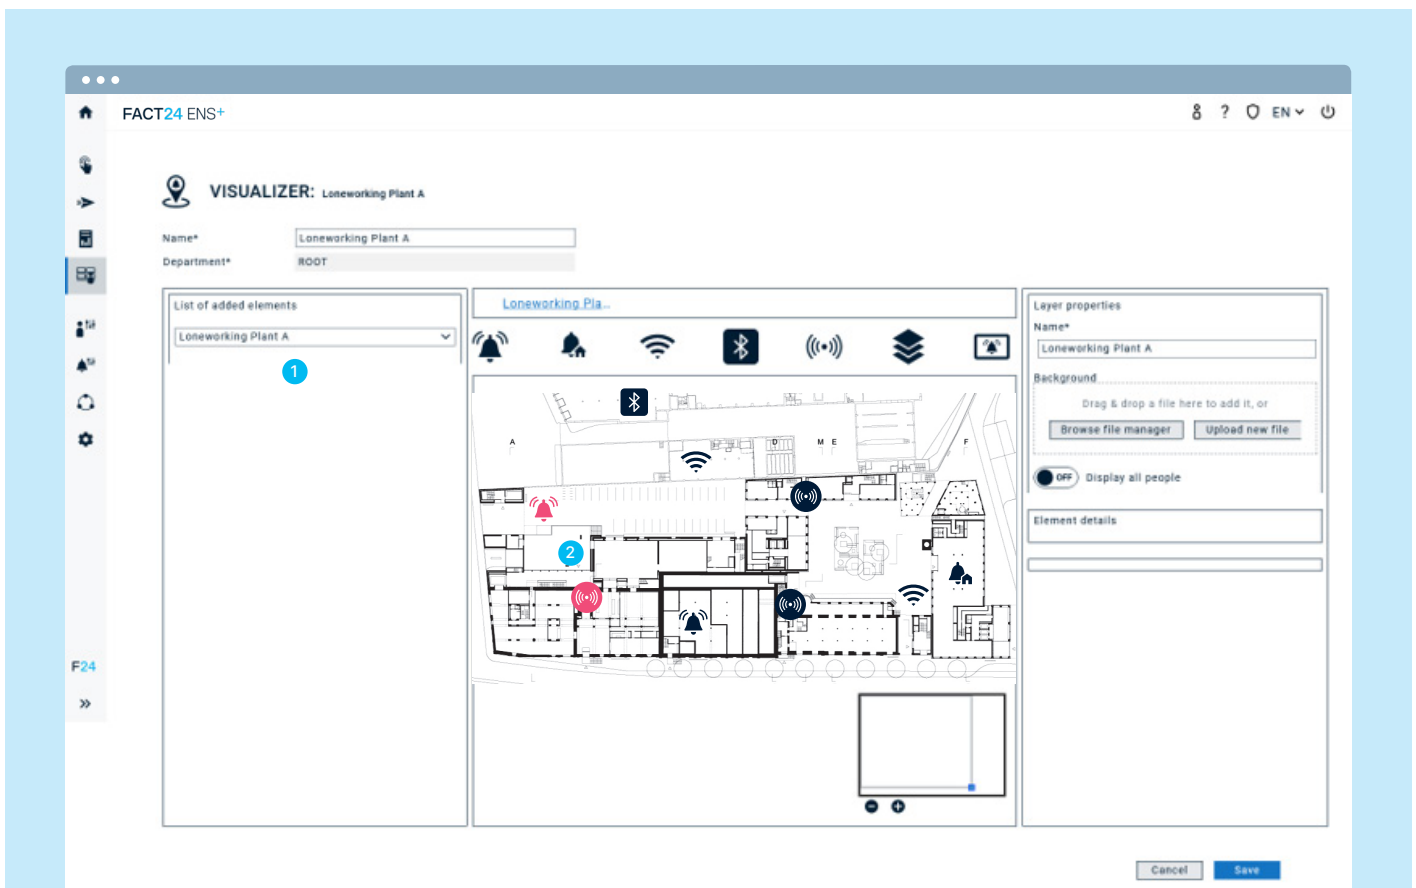 FACT24 ENS+
EN
VISUALIZER: Loneworking Plant A
Name* Loneworking Plant A
Department* ROOT
List of added elements
Loneworking Plant A
1
Loneworking Pla...
A D M E F
2
Layer properties
Name*
Loneworking Plant A
Background
Drag & drop a file here to add it, or
Browse file manager Upload new file
OFF Display all people
Element details
F24
Cancel Save